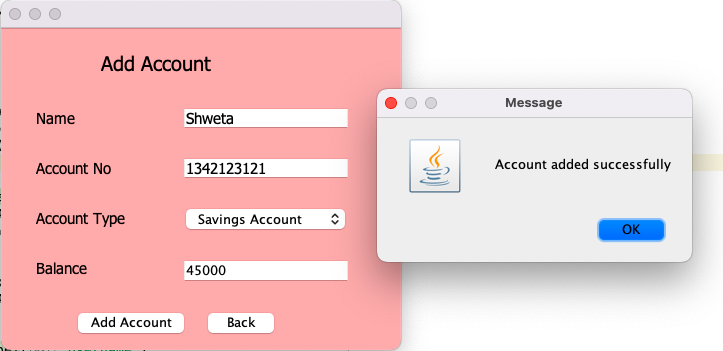 Add Account
Name Shweta
Account No 1342123121
Account Type Savings Account
Balance 45000
Add Account Back
Message
Account added successfully
OK